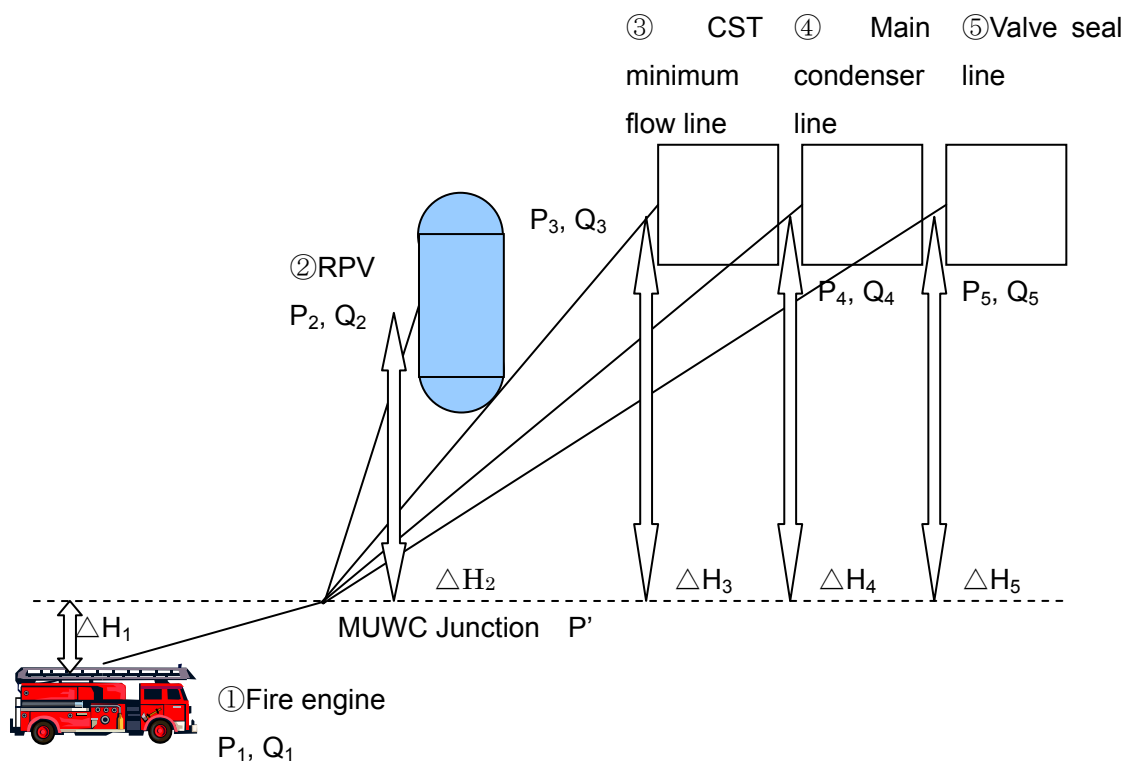 ③ CST
minimum
flow line
④ Main
condenser
line
⑤Valve seal
line
P₃, Q₃
②RPV
P₂, Q₂
P₄, Q₄
P₅, Q₅
△H₂
△H₃
△H₄
△H₅
△H₁
MUWC Junction P'
①Fire engine
P₁, Q₁